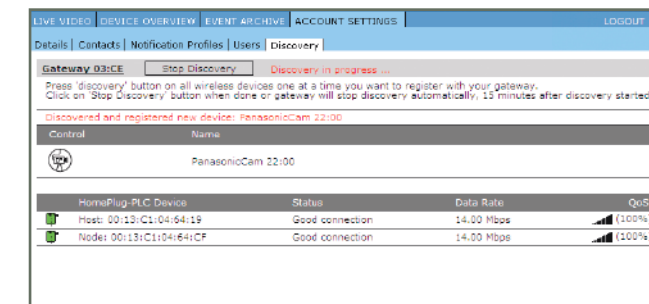 LIVE VIDEO DEVICE OVERVIEW EVENT ARCHIVE ACCOUNT SETTINGS LOGOUT
Details Contacts Notification Profiles Users Discovery
Gateway 03:CE Stop Discovery Discovery in progress ...
Press 'discovery' button on all wireless devices one at a time you want to register with your gateway.
Click on 'Stop Discovery' button when done or gateway will stop discovery automatically, 15 minutes after discovery started
Discovered and registered new device: PanasonicCam 22:00
Control Name
PanasonicCam 22:00
HomePlug-PLC Device Status Data Rate QoS
Host: 00:13:C1:04:64:19 Good connection 14.00 Mbps (100%
Node: 00:13:C1:04:64:CF Good connection 14.00 Mbps (100%